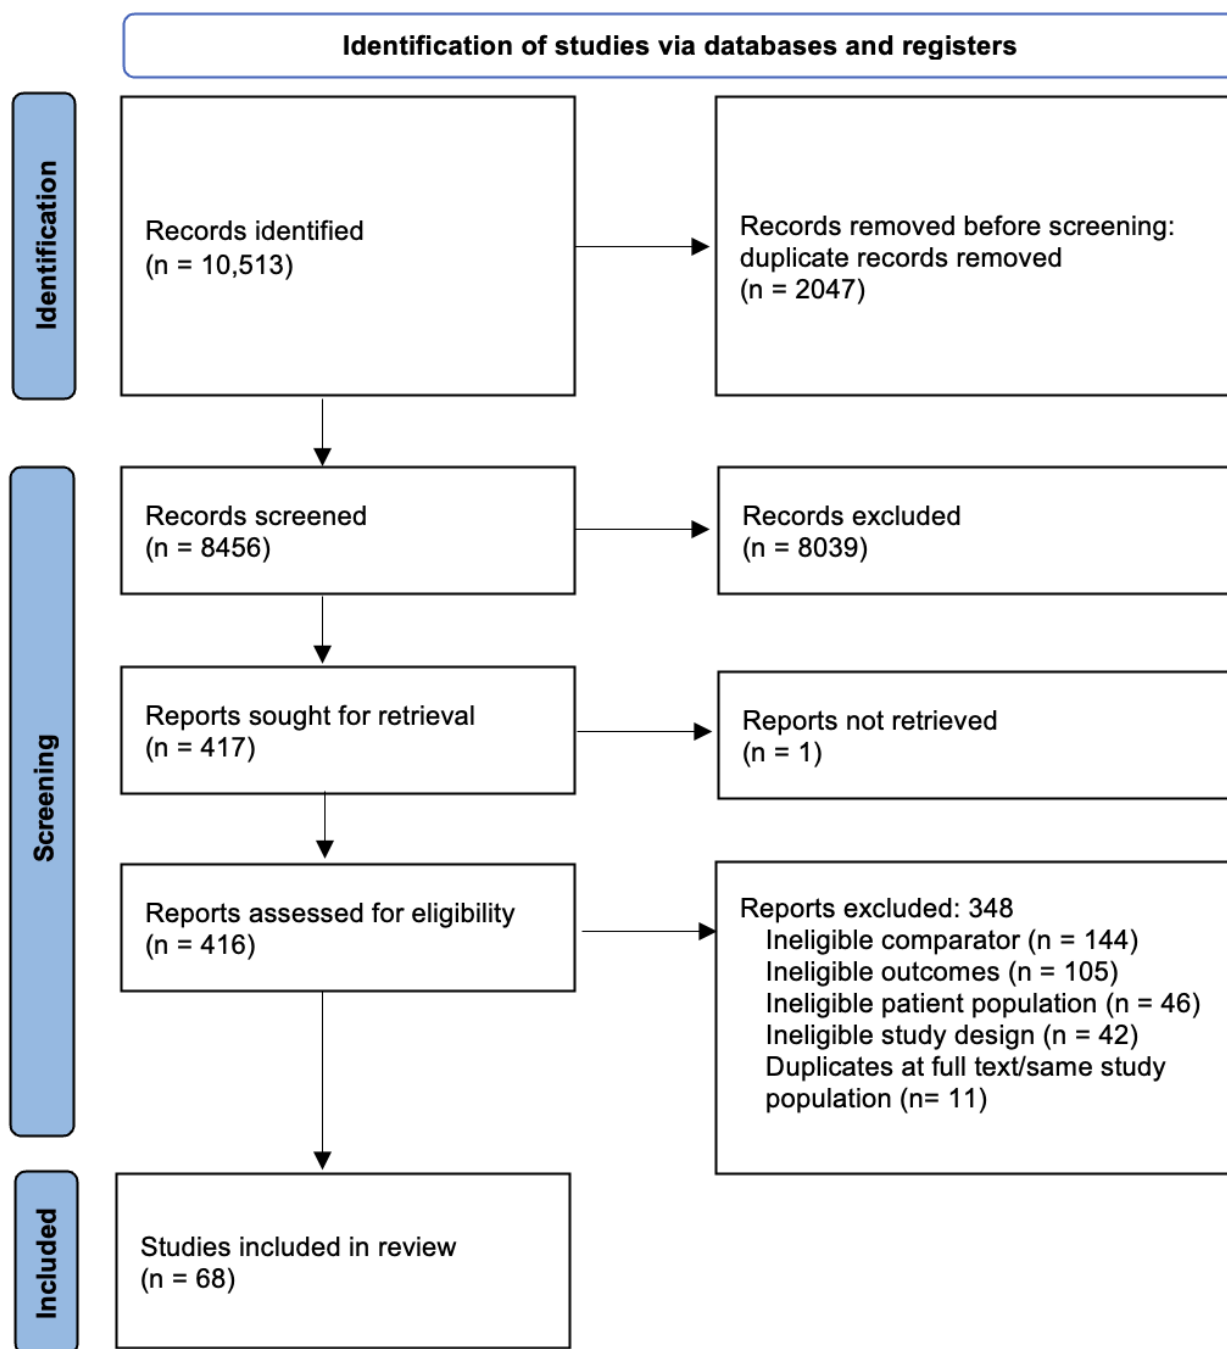 Identification of studies via databases and registers
Identification
Records identified
(n = 10,513)
Records removed before screening:
duplicate records removed
(n = 2047)
Screening
Records screened
(n = 8456)
Records excluded
(n = 8039)
Reports sought for retrieval
(n = 417)
Reports not retrieved
(n = 1)
Reports assessed for eligibility
(n = 416)
Reports excluded: 348
Ineligible comparator (n = 144)
Ineligible outcomes (n = 105)
Ineligible patient population (n = 46)
Ineligible study design (n = 42)
Duplicates at full text/same study
population (n= 11)
Included
Studies included in review
(n = 68)